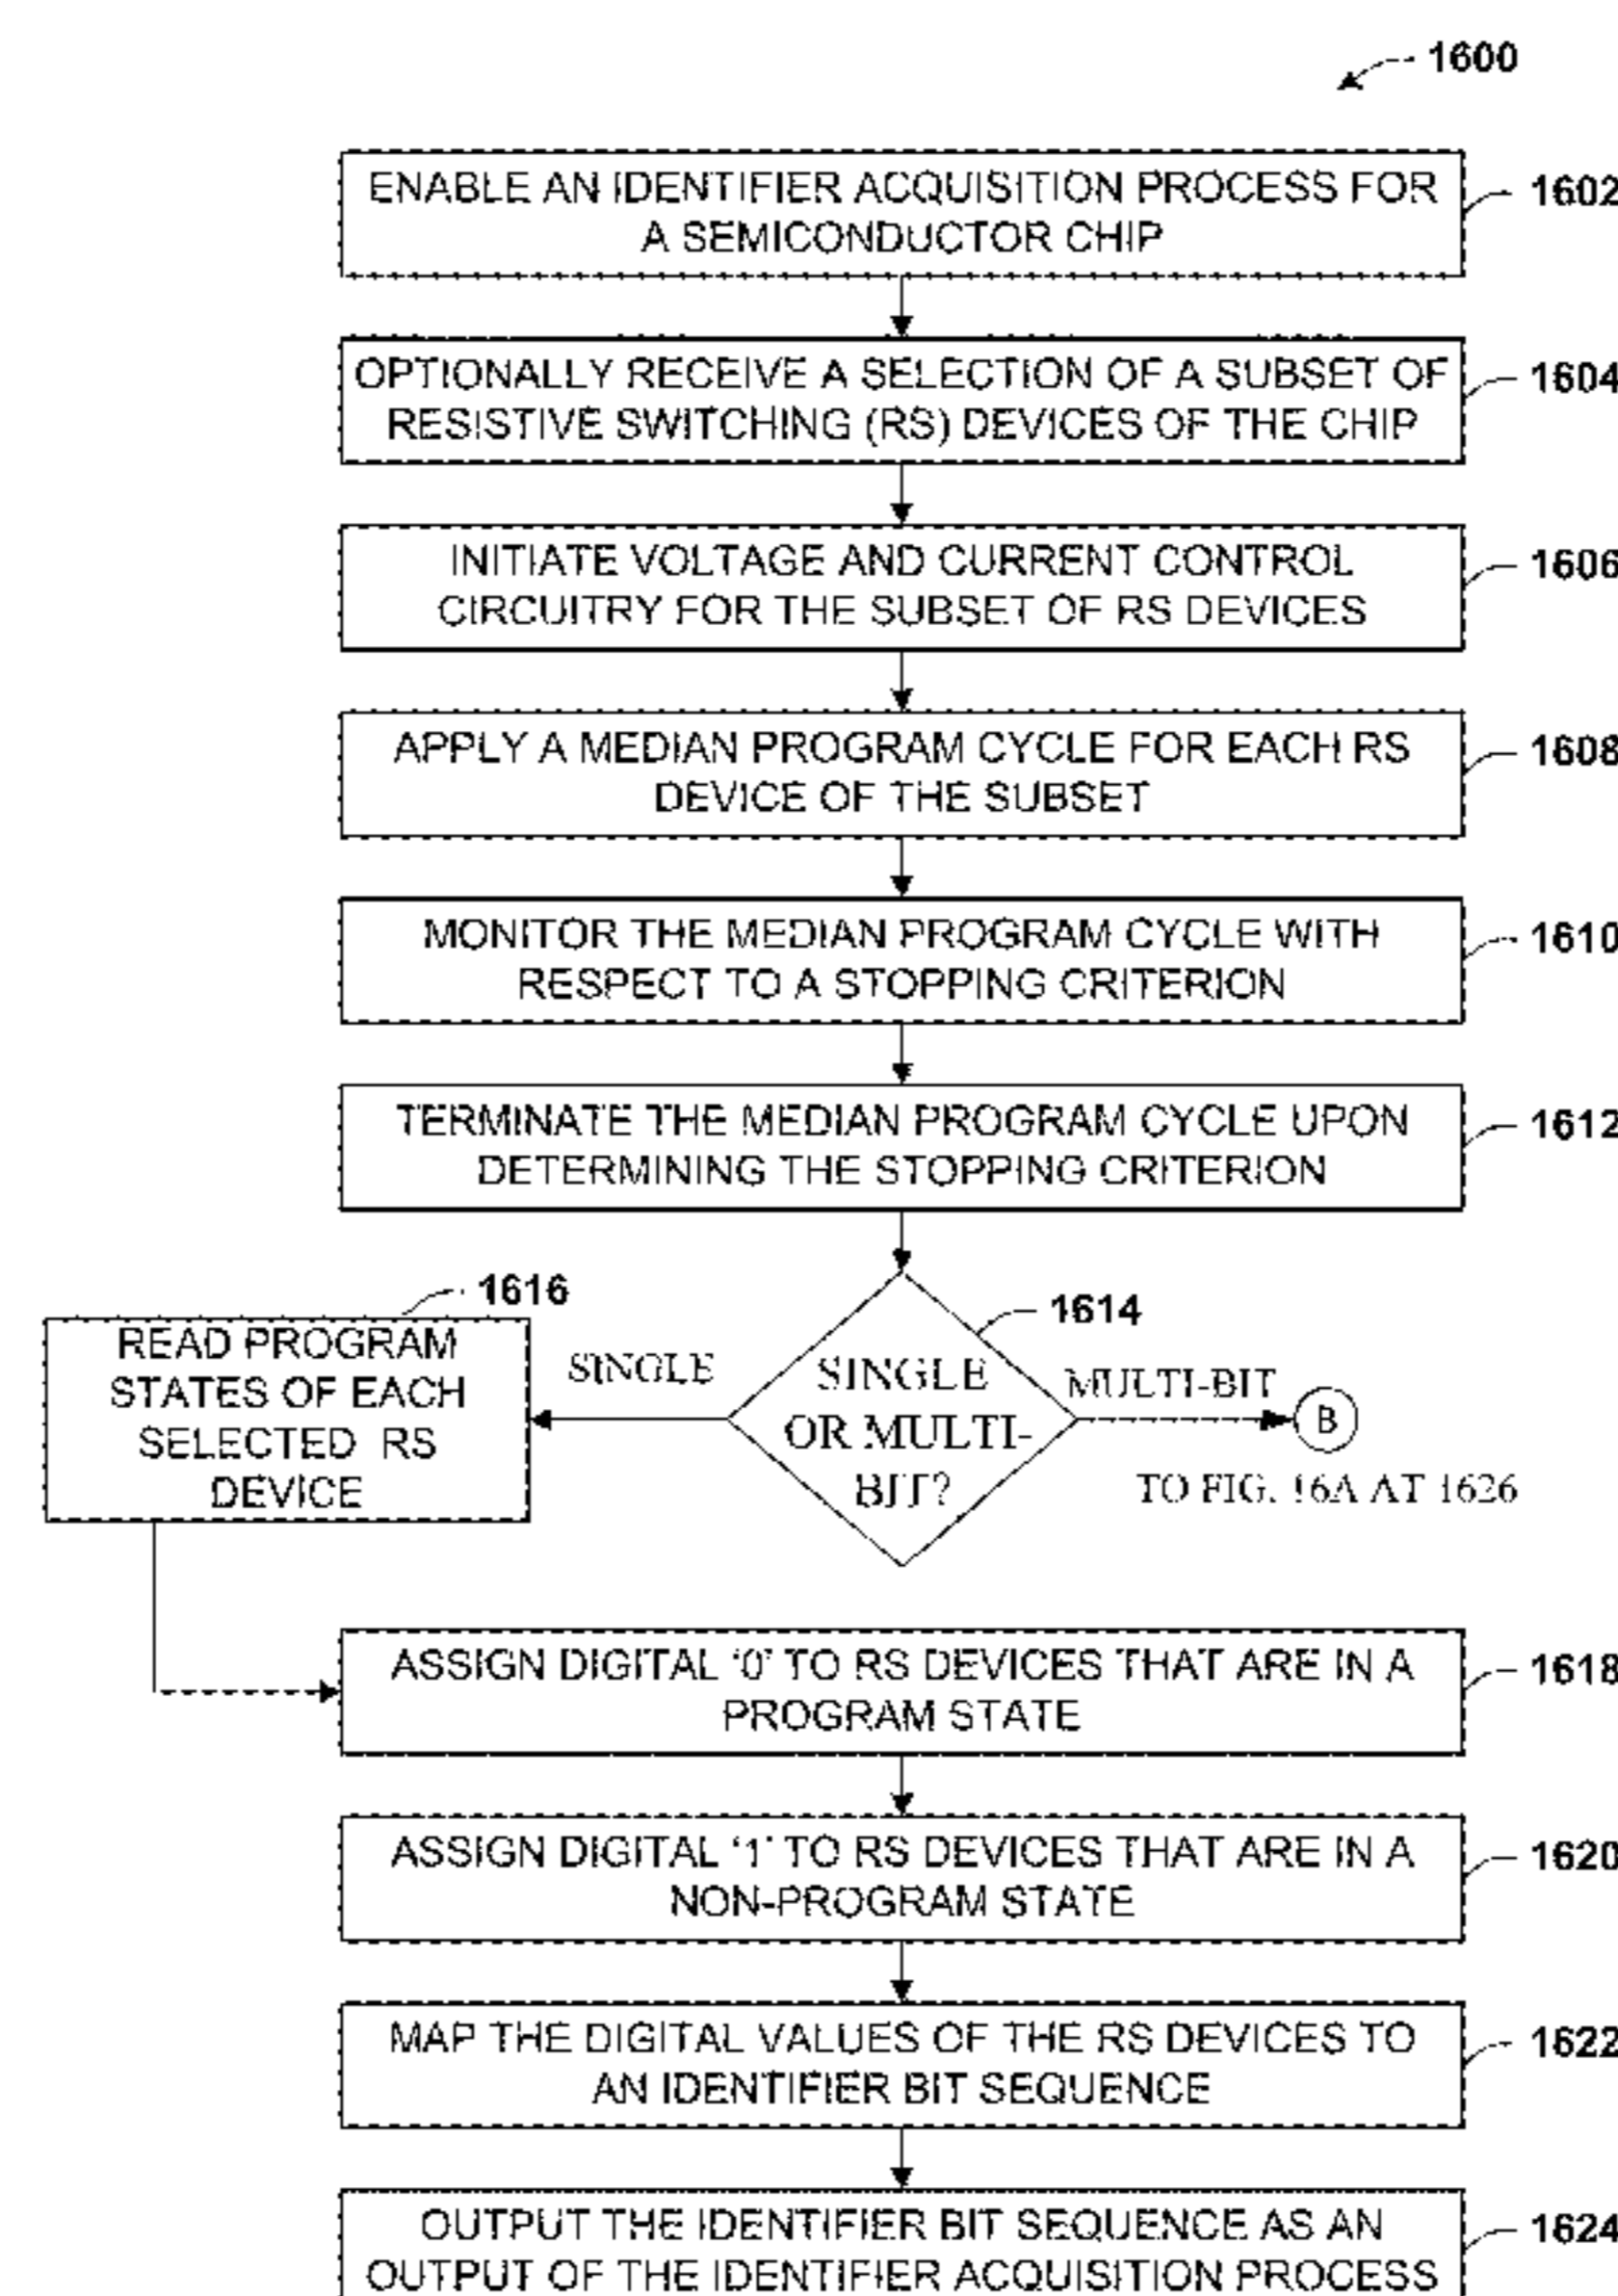 1600
ENABLE AN IDENTIFIER ACQUISITION PROCESS FOR
A SEMICONDUCTOR CHIP
1602
OPTIONALLY RECEIVE A SELECTION OF A SUBSET OF
RESISTIVE SWITCHING (RS) DEVICES OF THE CHIP
1604
INITIATE VOLTAGE AND CURRENT CONTROL
CIRCUITRY FOR THE SUBSET OF RS DEVICES
1606
APPLY A MEDIAN PROGRAM CYCLE FOR EACH RS
DEVICE OF THE SUBSET
1608
MONITOR THE MEDIAN PROGRAM CYCLE WITH
RESPECT TO A STOPPING CRITERION
1610
TERMINATE THE MEDIAN PROGRAM CYCLE UPON
DETERMINING THE STOPPING CRITERION
1612
1616
READ PROGRAM
STATES OF EACH
SELECTED RS
DEVICE
SINGLE
1614
SINGLE
OR MULTI-
BIT?
MULTI-BIT
B
TO FIG. 16A AT 1626
ASSIGN DIGITAL '0' TO RS DEVICES THAT ARE IN A
PROGRAM STATE
1618
ASSIGN DIGITAL '1' TO RS DEVICES THAT ARE IN A
NON-PROGRAM STATE
1620
MAP THE DIGITAL VALUES OF THE RS DEVICES TO
AN IDENTIFIER BIT SEQUENCE
1622
OUTPUT THE IDENTIFIER BIT SEQUENCE AS AN
OUTPUT OF THE IDENTIFIER ACQUISITION PROCESS
1624